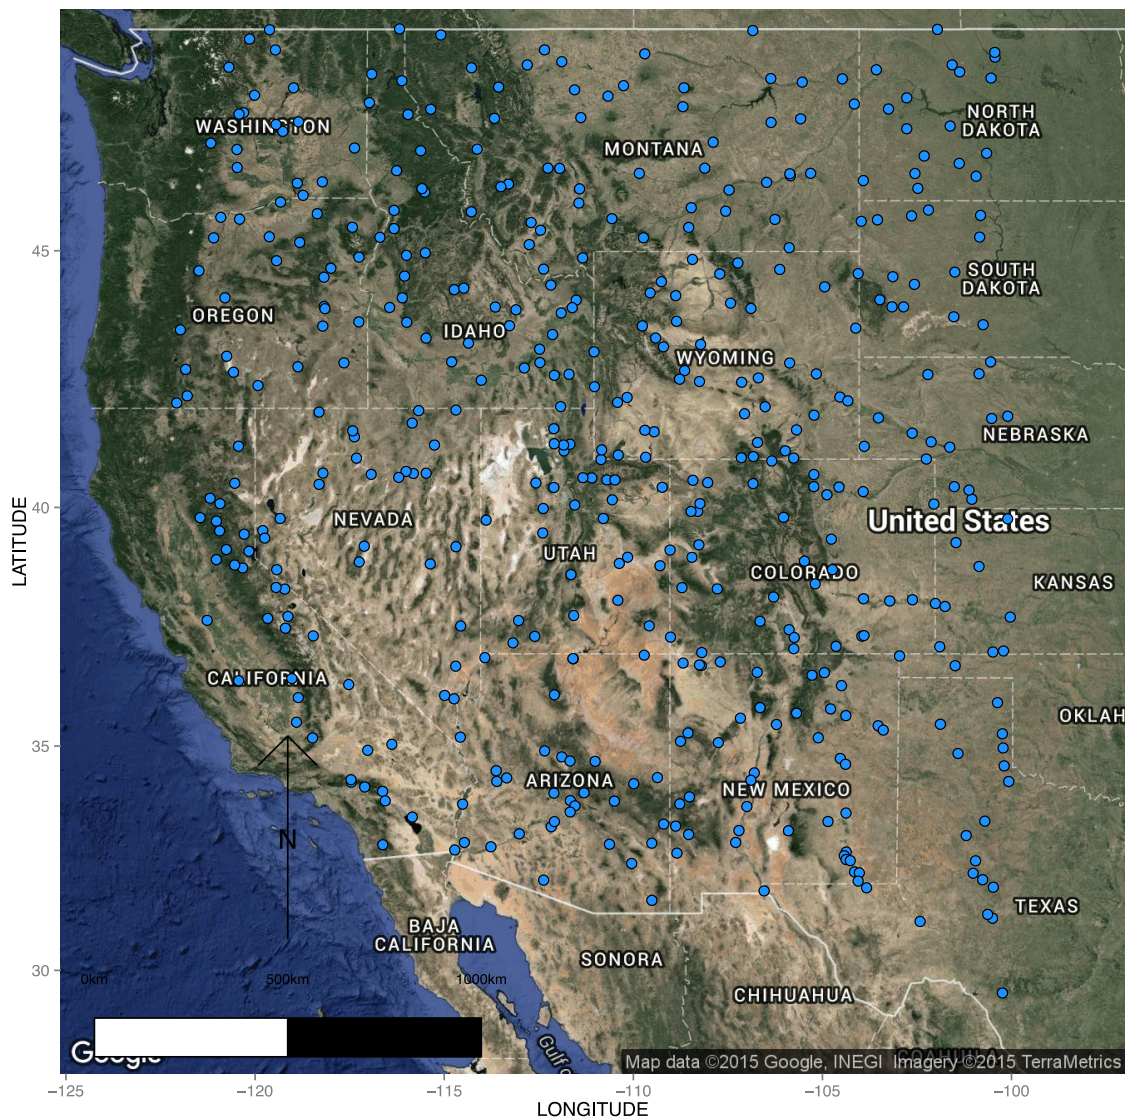 WASHINGTON
NORTH
DAKOTA
MONTANA
45
SOUTH
DAKOTA
OREGON
IDAHO
WYOMING
NEBRASKA
40
NEVADA
United States
UTAH
COLORADO
KANSAS
CALIFORNIA
OKLAH
35
ARIZONA
NEW MEXICO
N
TEXAS
BAJA
CALIFORNIA
SONORA
30
0km 500km 1000km
CHIHUAHUA
Google
Gulf o
COAHUILA
Map data ©2015 Google, INEGI Imagery ©2015 TerraMetrics
−125 −120 −115 −110 −105 −100
LONGITUDE
LATITUDE